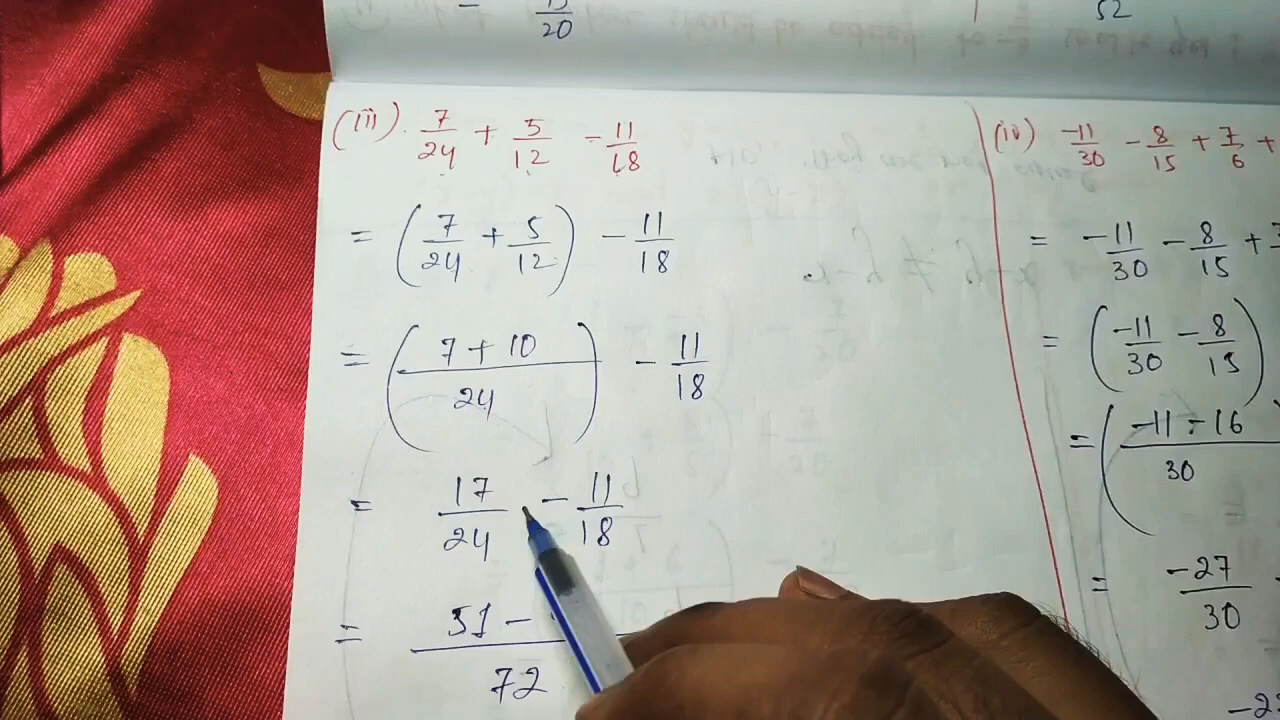 20
52
(iii). 7/24 + 5/12 - 11/18
= (7/24 + 5/12) - 11/18
= ((7 + 10)/24) - 11/18
= 17/24 - 11/18
= 51 - /72
(iv) -11/30 - 8/15 + 7/6 +
= -11/30 - 8/15 +
= (-11/30 - 8/15)
= (-11 - 16/30
= -27/30